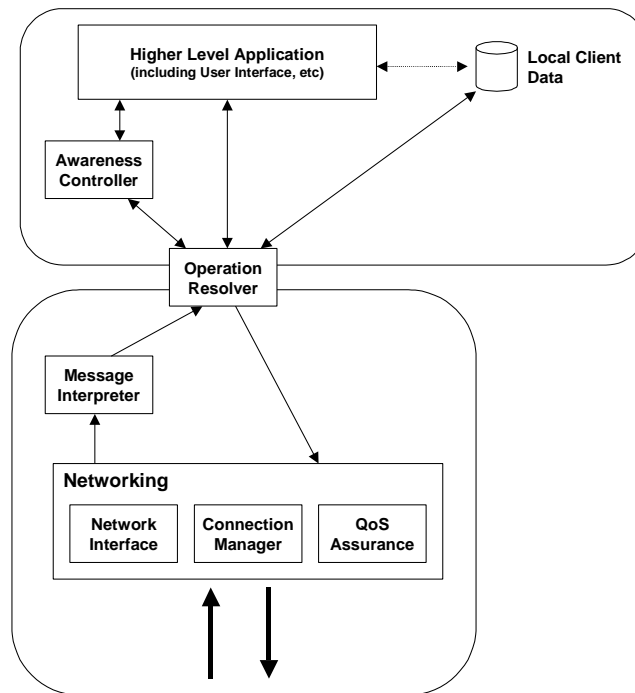 Higher Level Application
(including User Interface, etc)
Local Client
Data
Awareness
Controller
Operation
Resolver
Message
Interpreter
Networking
Network
Interface
Connection
Manager
QoS
Assurance